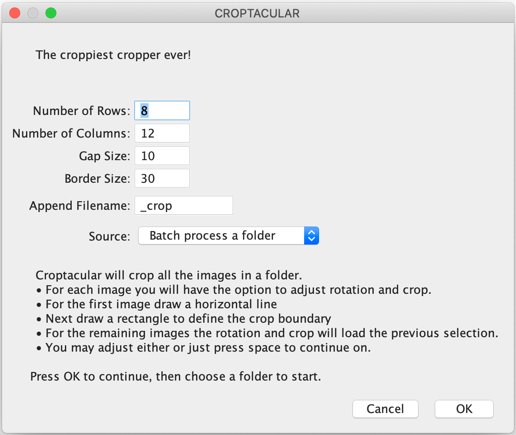 CROPTACULAR
The croppiest cropper ever!
Number of Rows: 8
Number of Columns: 12
Gap Size: 10
Border Size: 30
Append Filename: _crop
Source: Batch process a folder
Croptacular will crop all the images in a folder.
• For each image you will have the option to adjust rotation and crop.
• For the first image draw a horizontal line
• Next draw a rectangle to define the crop boundary
• For the remaining images the rotation and crop will load the previous selection.
• You may adjust either or just press space to continue on.
Press OK to continue, then choose a folder to start.
Cancel OK